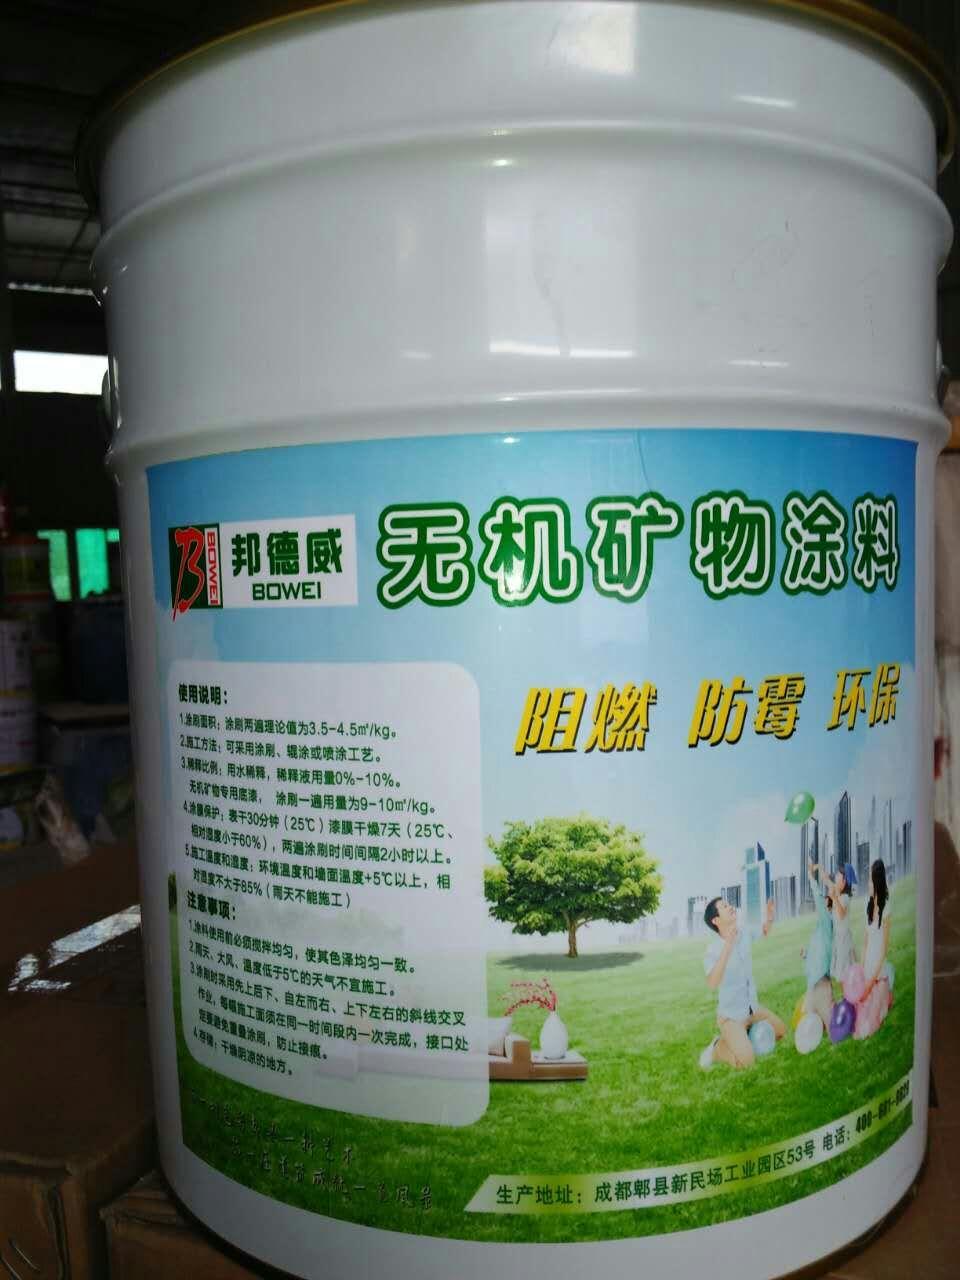 B BOWEI
邦德威
BOWEI
无机矿物涂料
阻燃 防霉 环保
使用说明：
1.涂刷面积：涂刷两遍理论值为3.5-4.5㎡/kg。
2.施工方法：可采用涂刷、辊涂或喷涂工艺。
3.稀释比例：用水稀释，稀释液用量0%-10%。
无机矿物专用底漆， 涂刷一遍用量为9-10㎡/kg。
4.涂膜保护：表干30分钟（25℃）漆膜干燥7天（25℃、
相对湿度小于60%），两遍涂刷时间间隔2小时以上。
5.施工温度和湿度：环境温度和墙面温度+5℃以上，相
对湿度不大于85%（雨天不能施工）
注意事项：
1.涂料使用前必须搅拌均匀，使其色泽均匀一致。
2.雨天、大风、温度低于5℃的天气不宜施工。
3.涂刷时采用先上后下、自左而右、上下左右的斜线交叉
作业，每幅施工面须在同一时间段内一次完成，接口处
应要避免重叠涂刷，防止接痕。
4.存储：干燥阴凉的地方。
生产地址：成都郫县新民场工业园区53号 电话：